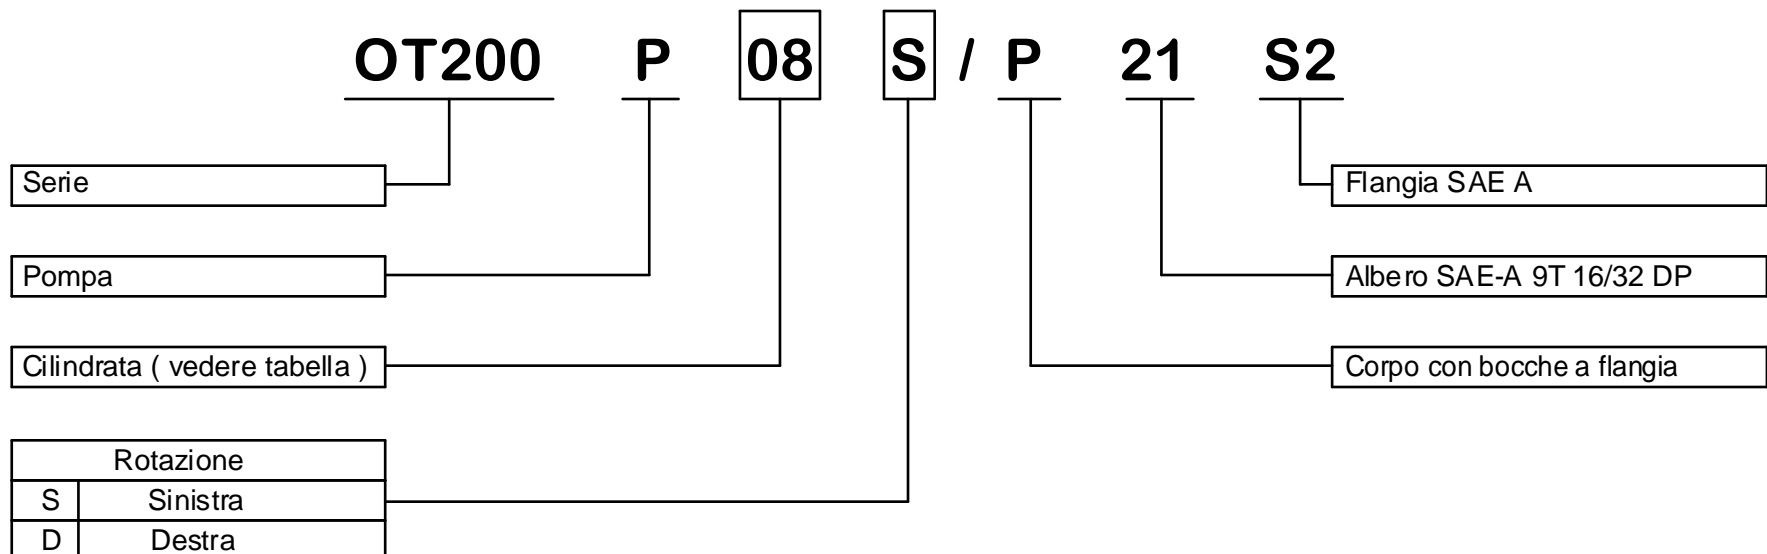 OT200 P 08 S / P 21 S2
Serie
Flangia SAE A
Pompa
Albero SAE-A 9T 16/32 DP
Cilindrata ( vedere tabella )
Corpo con bocche a flangia
Rotazione
S Sinistra
D Destra